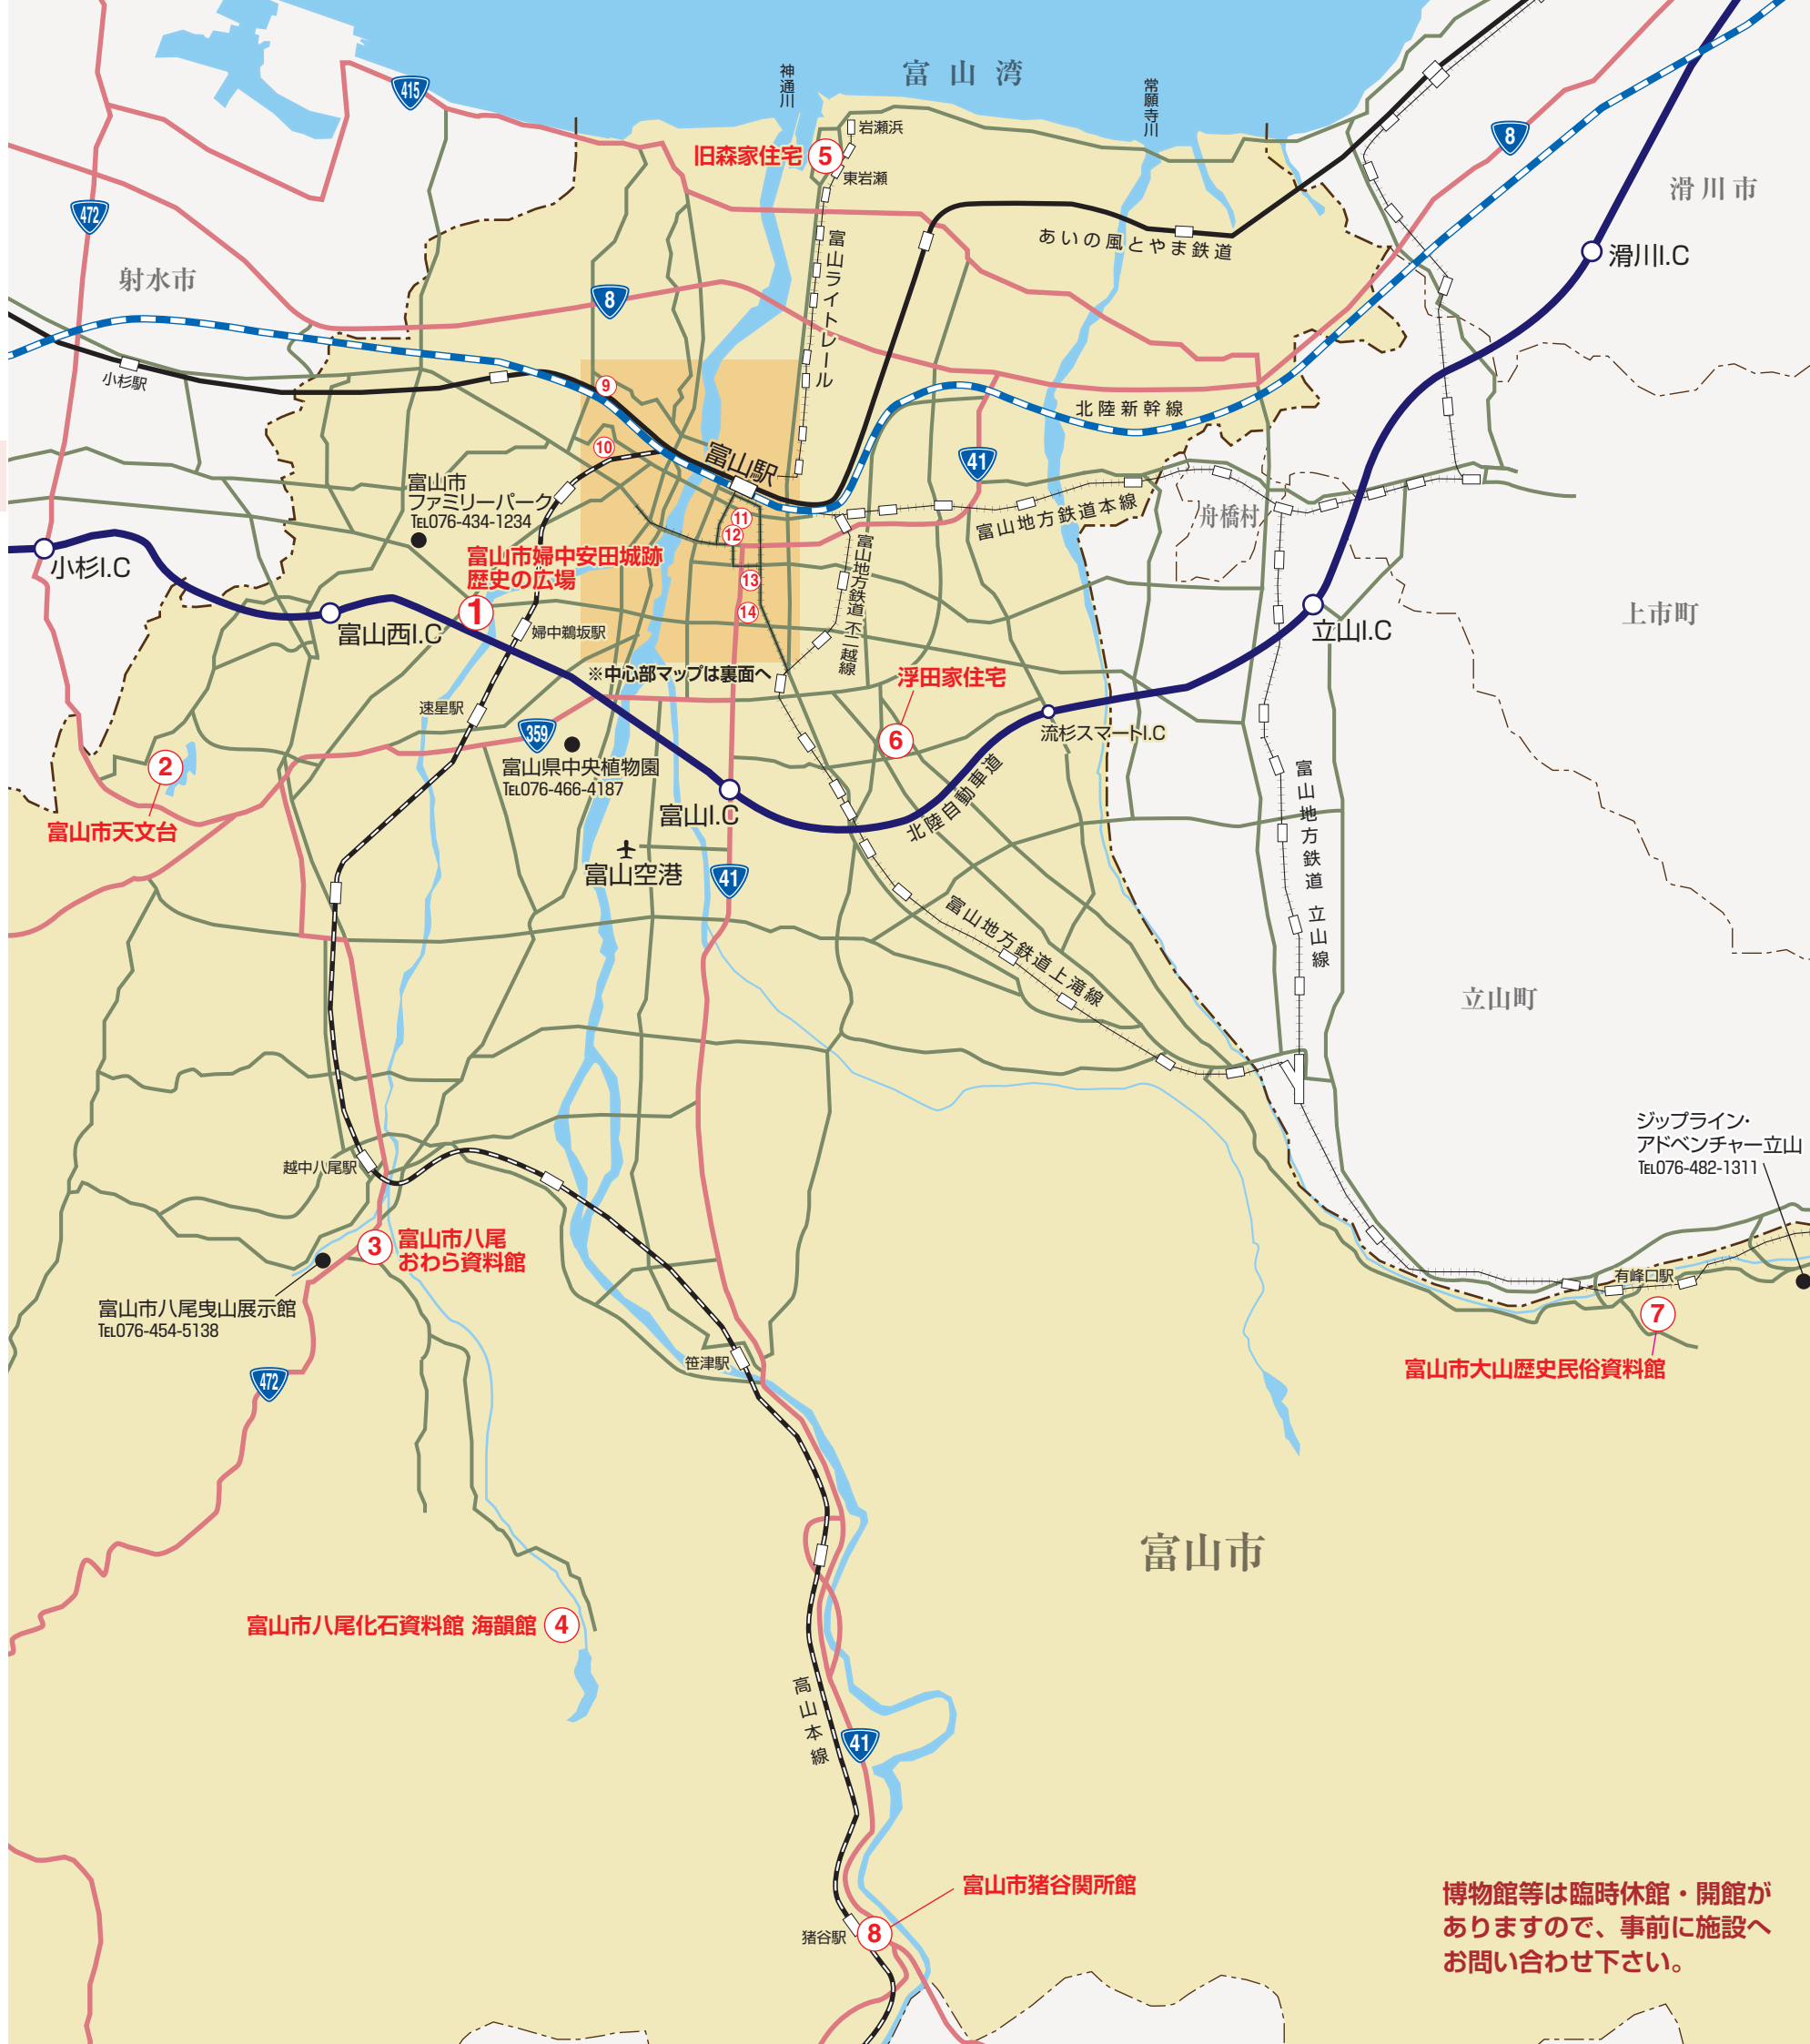 富山湾
神通川
常願寺川
415
岩瀬浜
旧森家住宅
5
東岩瀬
8
滑川市
472
富山ライトレール
あいの風とやま鉄道
滑川I.C
射水市
8
小杉駅
9
北陸新幹線
10
富山駅
41
富山市
ファミリーパーク
TEL076-434-1234
11
12
富山地方鉄道本線
舟橋村
小杉I.C
富山市婦中安田城跡
歴史の広場
1
富山地方鉄道 不二越線
13
14
富山西I.C
婦中鵜坂駅
立山I.C
上市町
※中心部マップは裏面へ
浮田家住宅
速星駅
359
6
流杉スマートI.C
2
富山県中央植物園
TEL076-466-4187
富山I.C
北陸自動車道
富山市天文台
富山空港
41
富山地方鉄道 立山線
富山地方鉄道上滝線
立山町
ジップライン・
アドベンチャー立山
TEL076-482-1311
越中八尾駅
3
富山市八尾
おわら資料館
有峰口駅
富山市八尾曳山展示館
TEL076-454-5138
7
笹津駅
富山市大山歴史民俗資料館
472
富山市
富山市八尾化石資料館 海韻館
4
高山本線
41
富山市猪谷関所館
猪谷駅
8
博物館等は臨時休館・開館が
ありますので、事前に施設へ
お問い合わせ下さい。